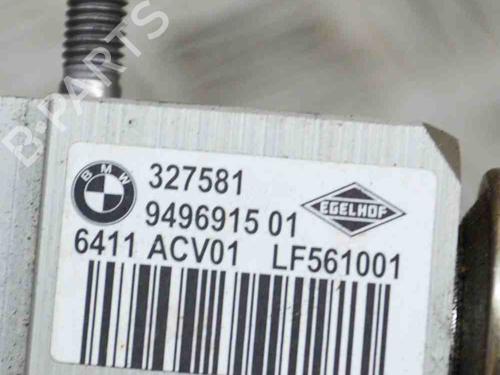 B-PARTS
BMW
327581
9496915 01
EGELHOF
6411 ACV01 LF561001